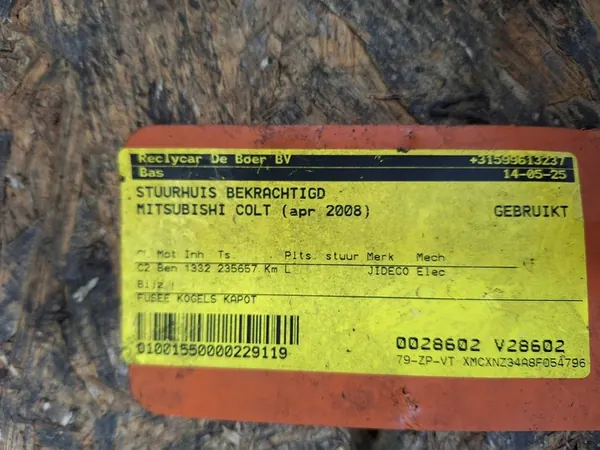 Reclycar De Boer BV +31599613237
Bas 14-05-25
STUURHUIS BEKRACHTIGD
MITSUBISHI COLT (apr 2008) GEBRUIKT
Cl Mot Inh Ts. Plts stuur Merk Mech
C2 Ben 1332 235657 Km L JIDECO Elec
Bijz.:
FUSEE KOGELS KAPOT
01001550000229119
0028602 V28602
79-ZP-VT XMCXNZ34A8F054796